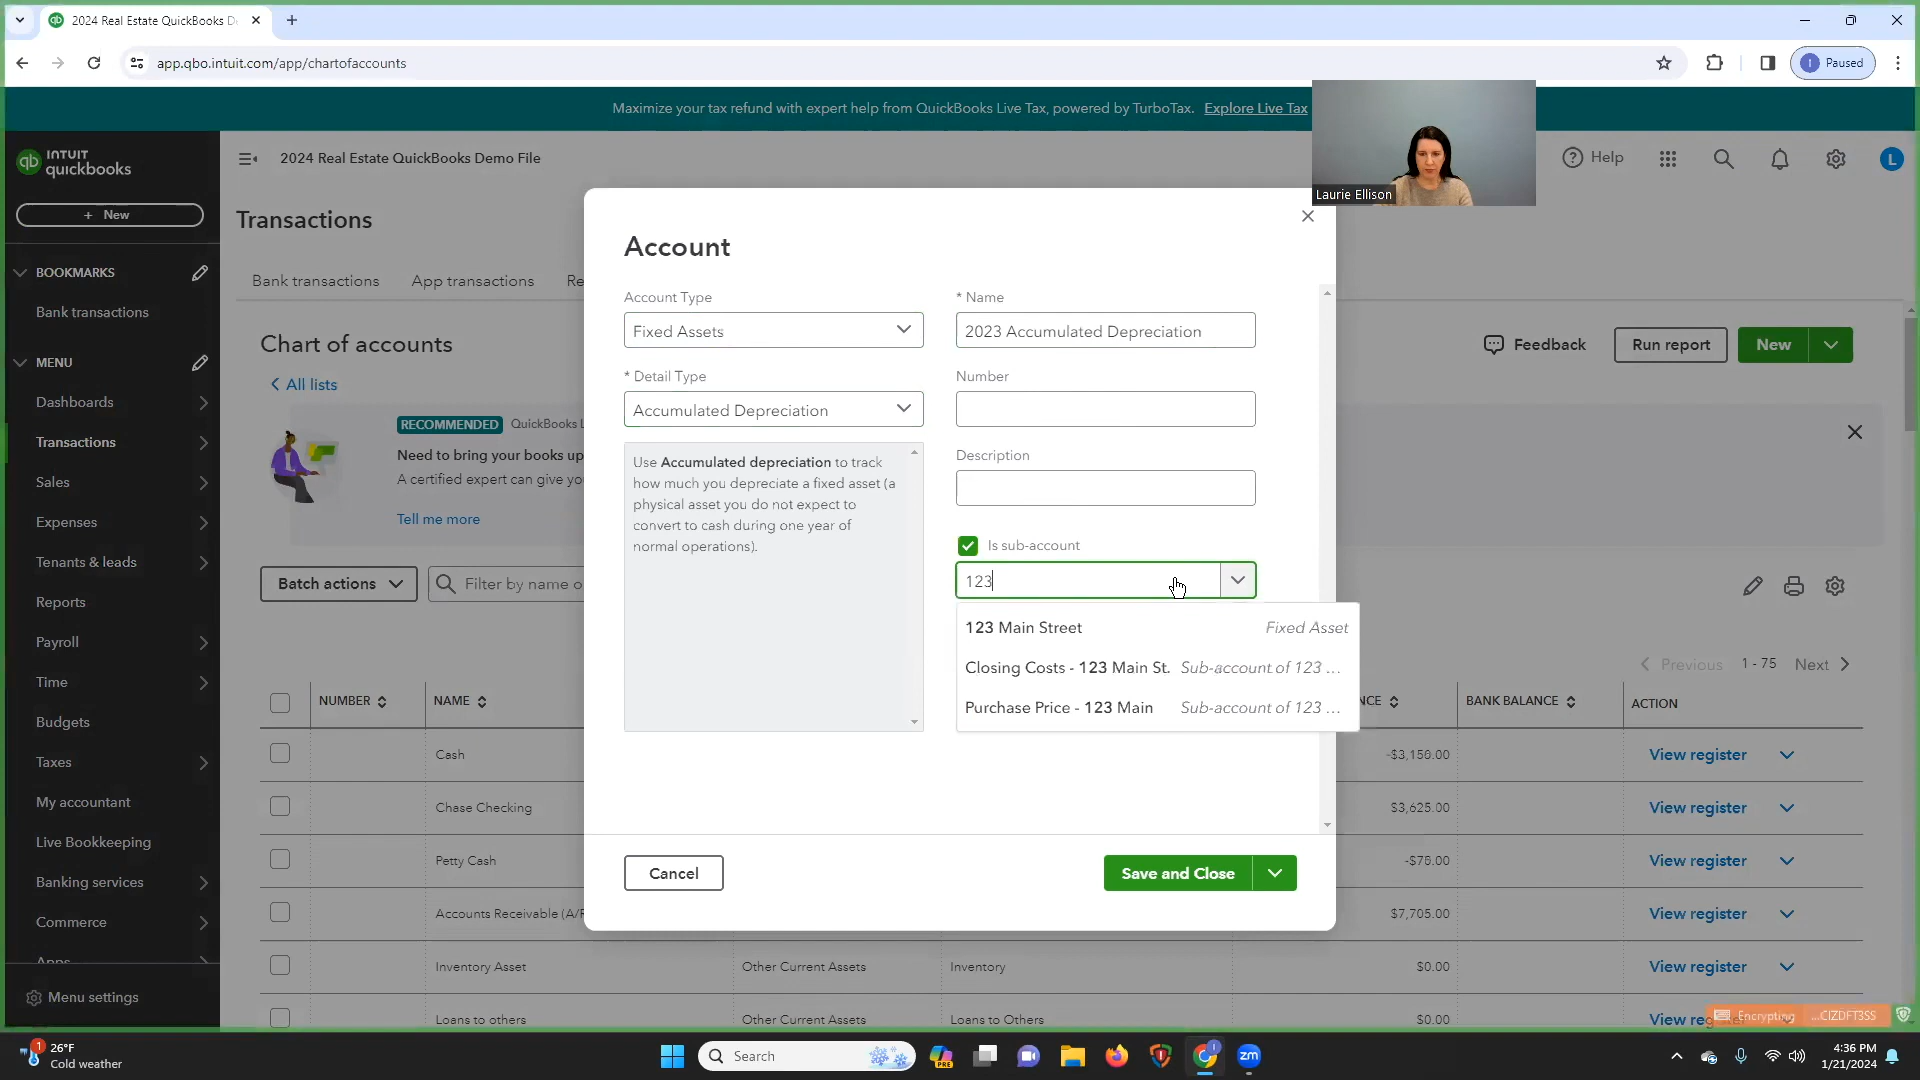 2024 Real Estate QuickBooks D
app.qbo.intuit.com/app/chartofaccounts
Paused
Maximize your tax refund with expert help from QuickBooks Live Tax, powered by TurboTax. Explore Live Tax
Laurie Ellison
INTUIT
quickbooks
2024 Real Estate QuickBooks Demo File
Help
L
+ New
Transactions
BOOKMARKS
Bank transactions
MENU
Dashboards
Transactions
Sales
Expenses
Tenants & leads
Reports
Payroll
Time
Budgets
Taxes
My accountant
Live Bookkeeping
Banking services
Commerce
Apps
Menu settings
Bank transactions
App transactions
Re
Chart of accounts
Feedback
Run report
New
All lists
RECOMMENDED
QuickBooks L
Need to bring your books up
A certified expert can give yo
Tell me more
Batch actions
Filter by name o
Previous 1 - 75 Next
NUMBER
NAME
NCE
BANK BALANCE
ACTION
Cash
-$3,156.00
View register
Chase Checking
$3,625.00
View register
Petty Cash
-$78.00
View register
Accounts Receivable (A/R
$7,705.00
View register
Inventory Asset
Other Current Assets
Inventory
$0.00
View register
Loans to others
Other Current Assets
Loans to Others
$0.00
View reg
Account
Account Type
Fixed Assets
* Detail Type
Accumulated Depreciation
Use Accumulated depreciation to track
how much you depreciate a fixed asset (a
physical asset you do not expect to
convert to cash during one year of
normal operations).
* Name
2023 Accumulated Depreciation
Number
Description
Is sub-account
123
123 Main Street Fixed Asset
Closing Costs - 123 Main St. Sub-account of 123 ...
Purchase Price - 123 Main Sub-account of 123 ...
Cancel
Save and Close
Encrypting ...CIZDFT3SS
1
26°F
Cold weather
Search
PRE
zm
4:36 PM
1/21/2024